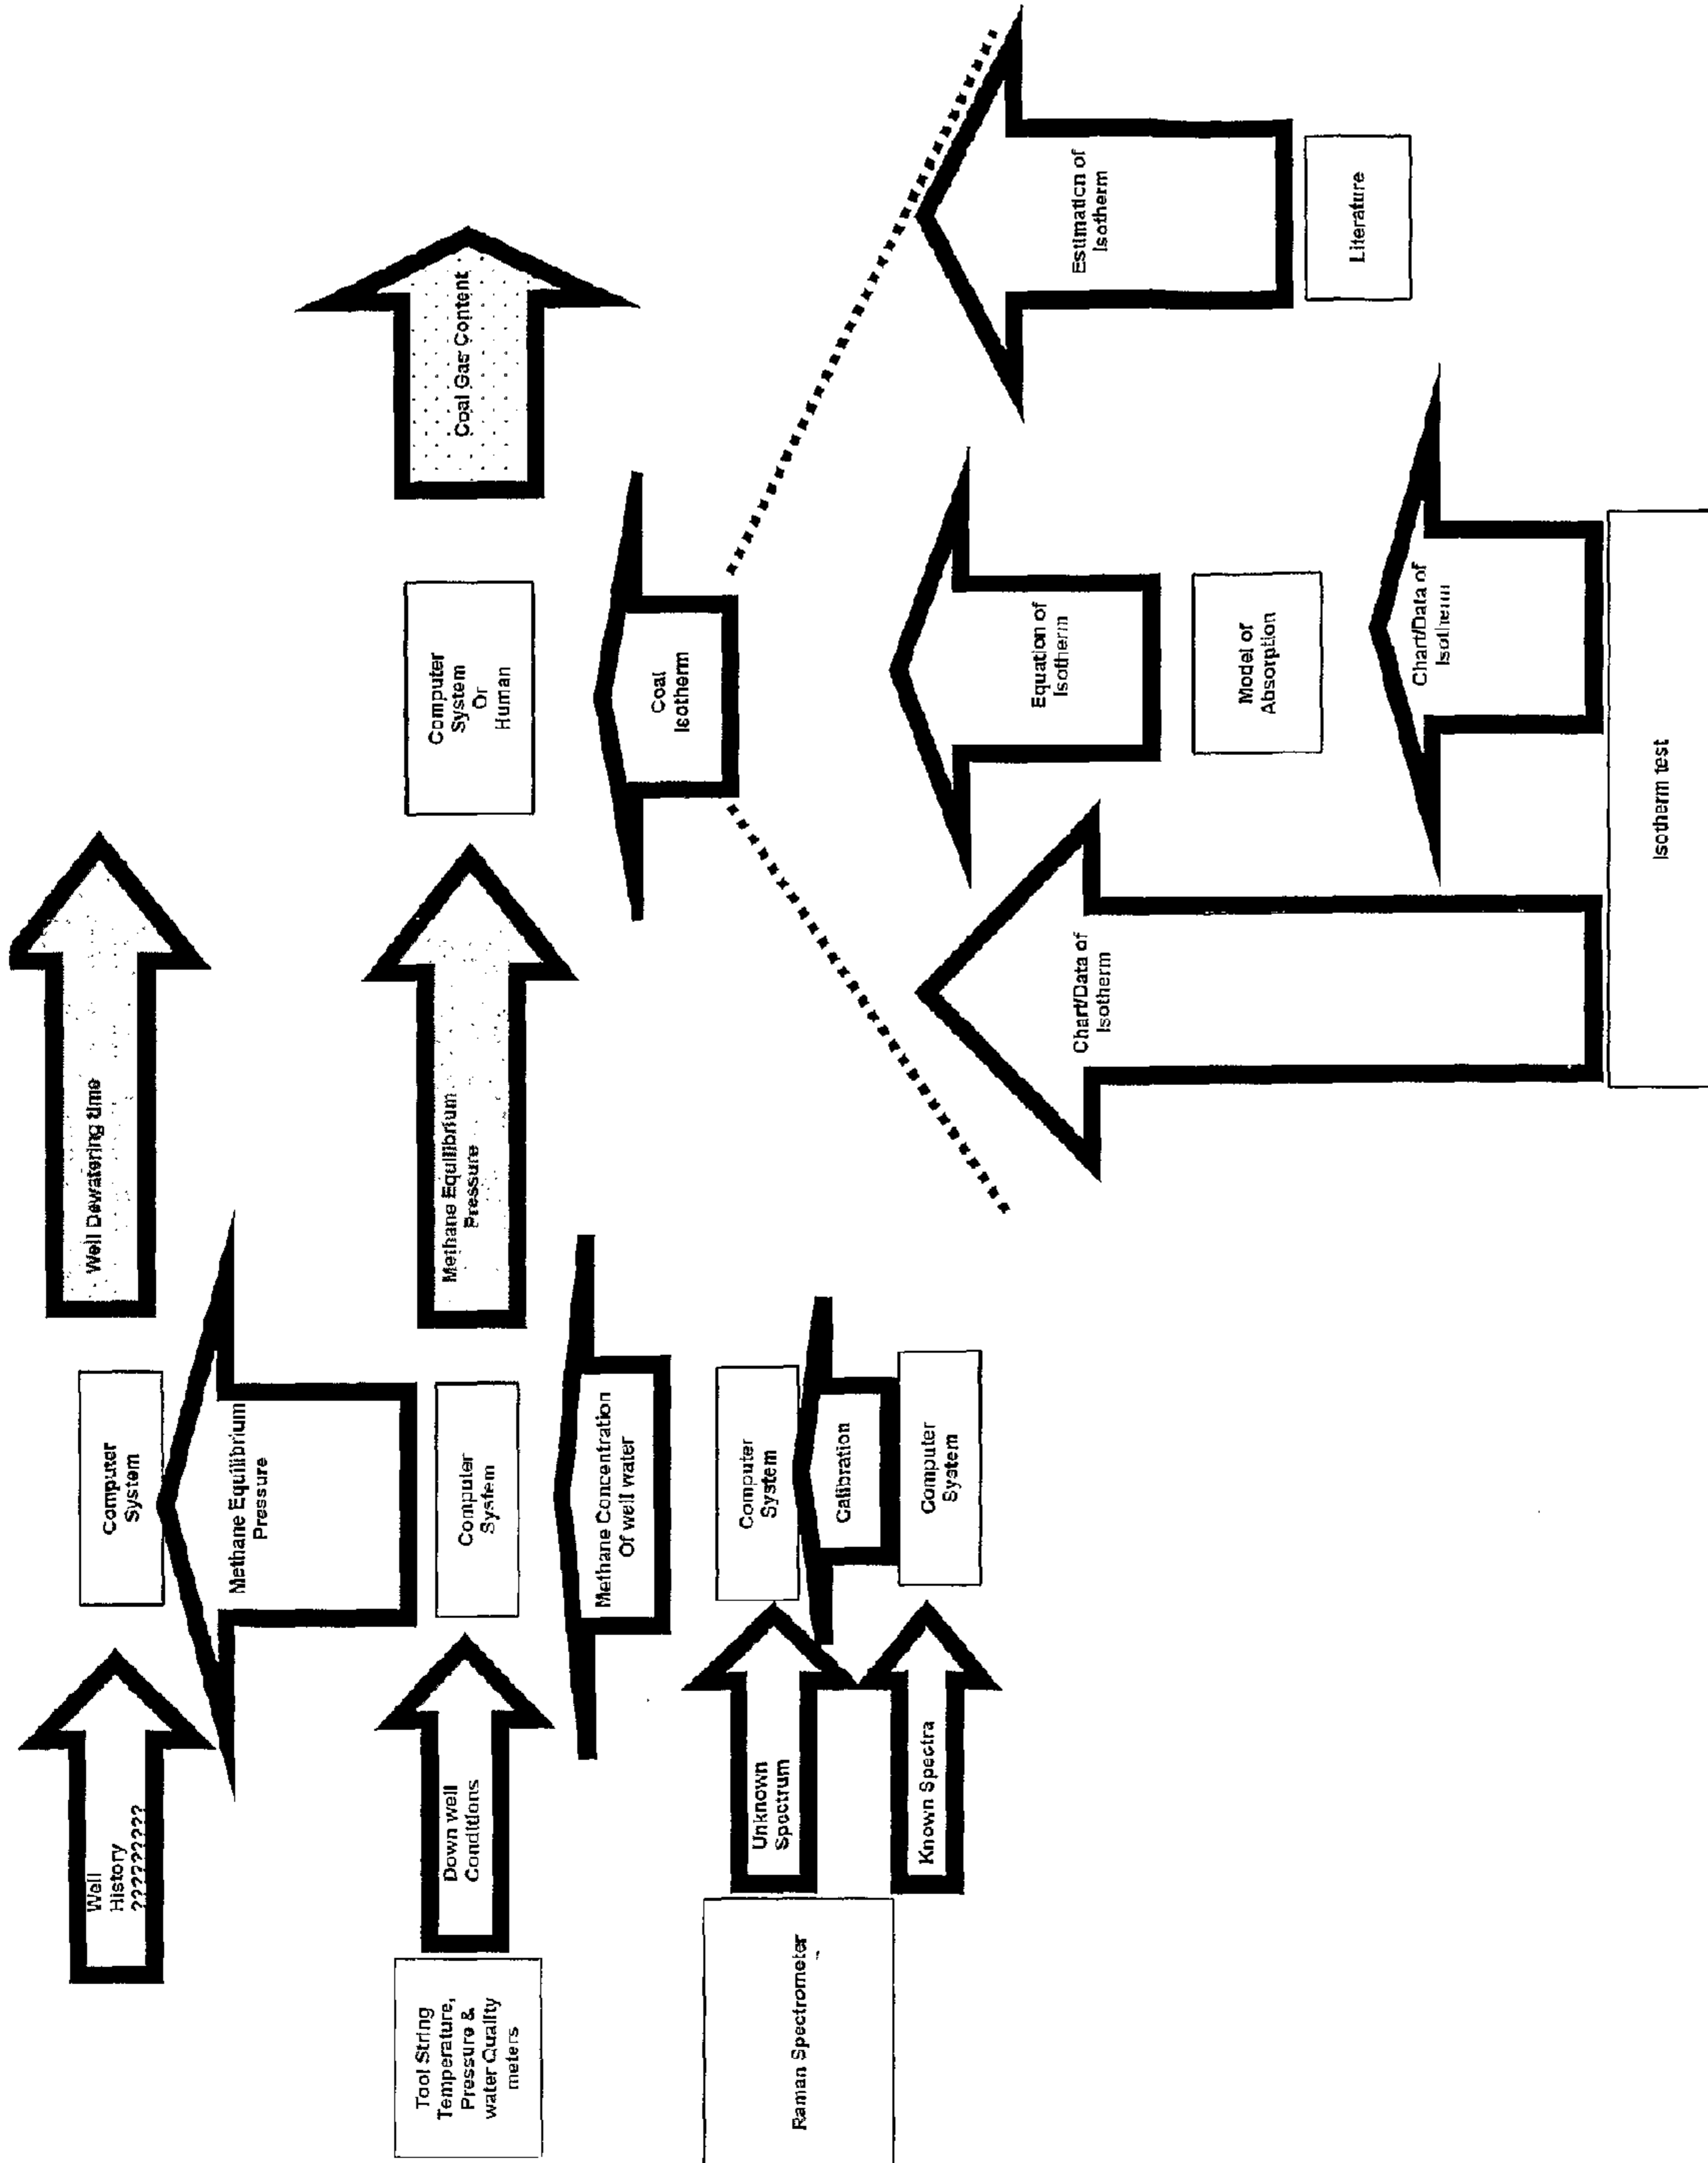 Well
History
??????????
Computer
System
Well Dewatering time
Methane Equilibrium
Pressure
Tool String
Temperature,
Pressure &
water Quality
meters
Down well
Conditions
Computer
System
Methane Equilibrium
Pressure
Computer
System
Or
Human
Coal Gas Content
Methane Concentration
Of well water
Coal
Isotherm
Raman Spectrometer
Unknown
Spectrum
Computer
System
Calibration
Known Spectra
Computer
System
Chart/Data of
Isotherm
Equation of
Isotherm
Estimation of
Isotherm
Model of
Absorption
Literature
Chart/Data of
Isotherm
Isotherm test